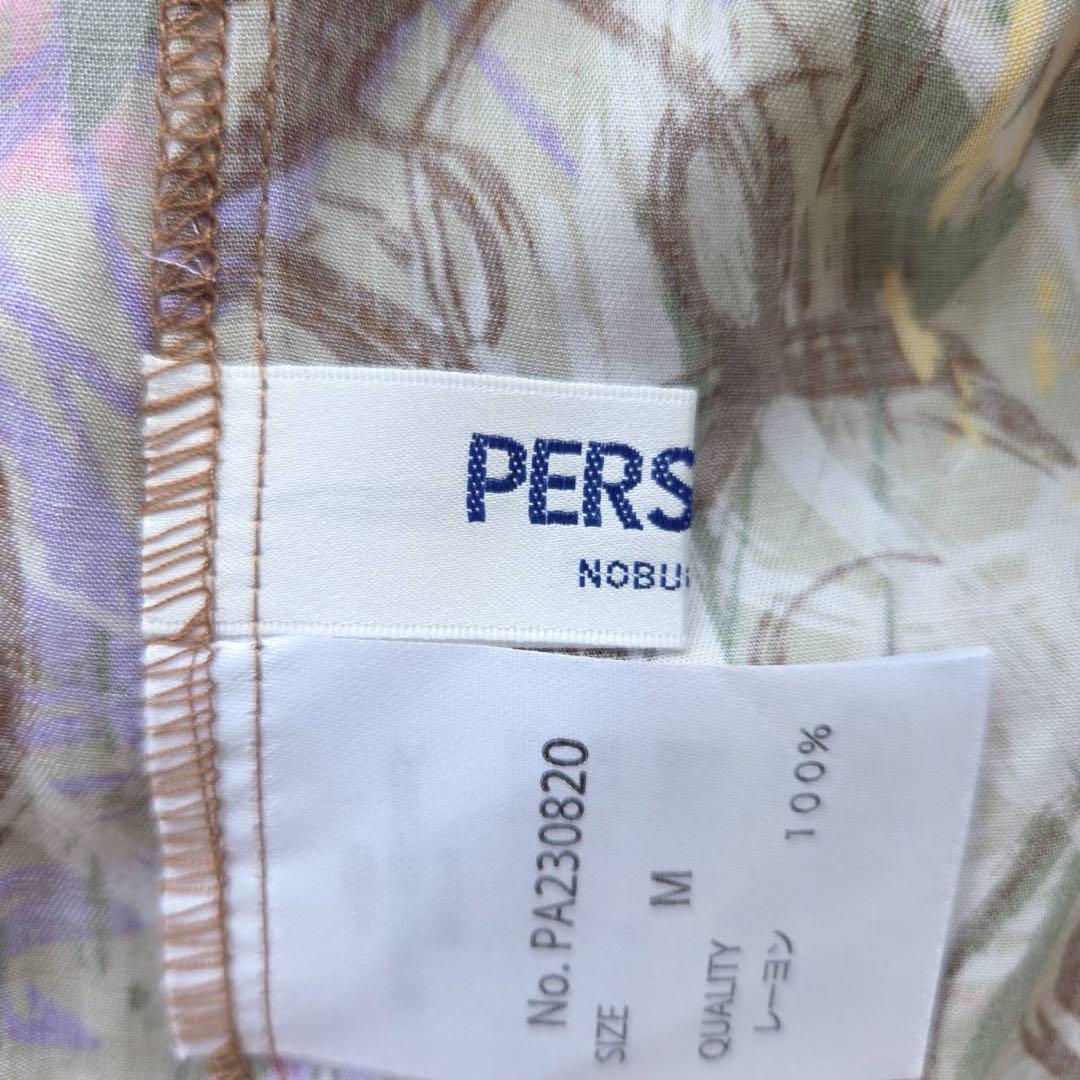 PERS
NOBU
No. PA230820
SIZE M
QUALITY
レーヨン 100%